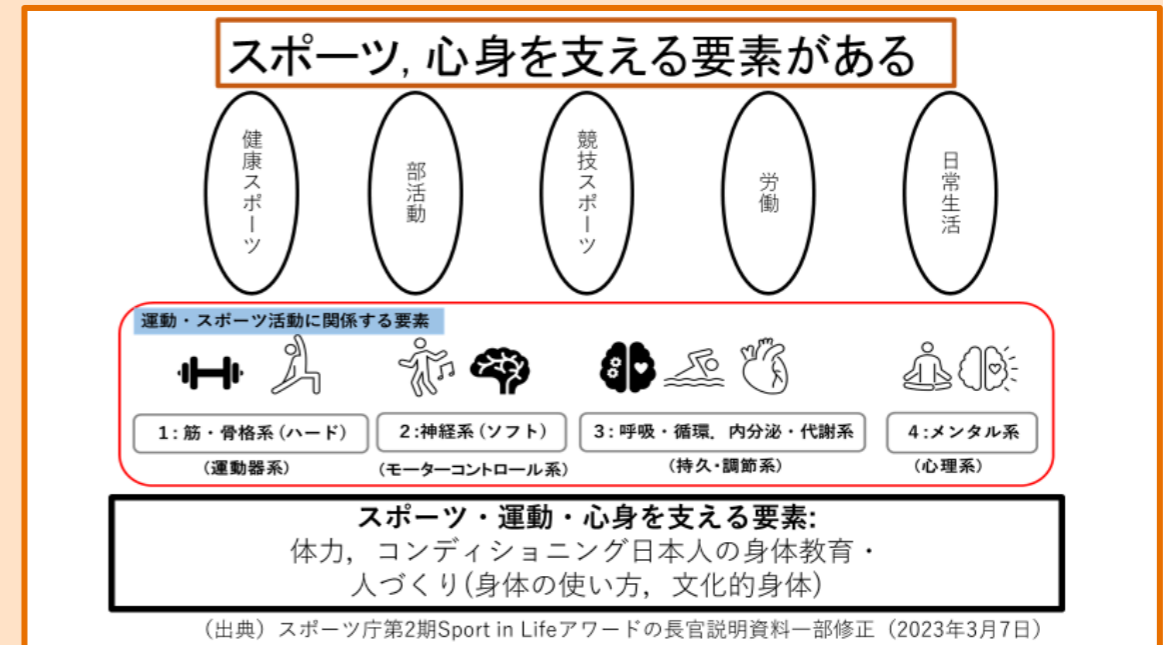 スポーツ, 心身を支える要素がある
健康スポーツ
部活動
競技スポーツ
労働
日常生活
運動・スポーツ活動に関係する要素
1:筋・骨格系(ハード)
2:神経系(ソフト)
3:呼吸・循環．内分泌・代謝系
4:メンタル系
(運動器系)
(モーターコントロール系)
(持久・調節系)
(心理系)
スポーツ・運動・心身を支える要素:
体力，コンディショニング日本人の身体教育・
人づくり(身体の使い方，文化的身体)
（出典）スポーツ庁第2期Sport in Lifeアワードの長官説明資料一部修正（2023年3月7日）